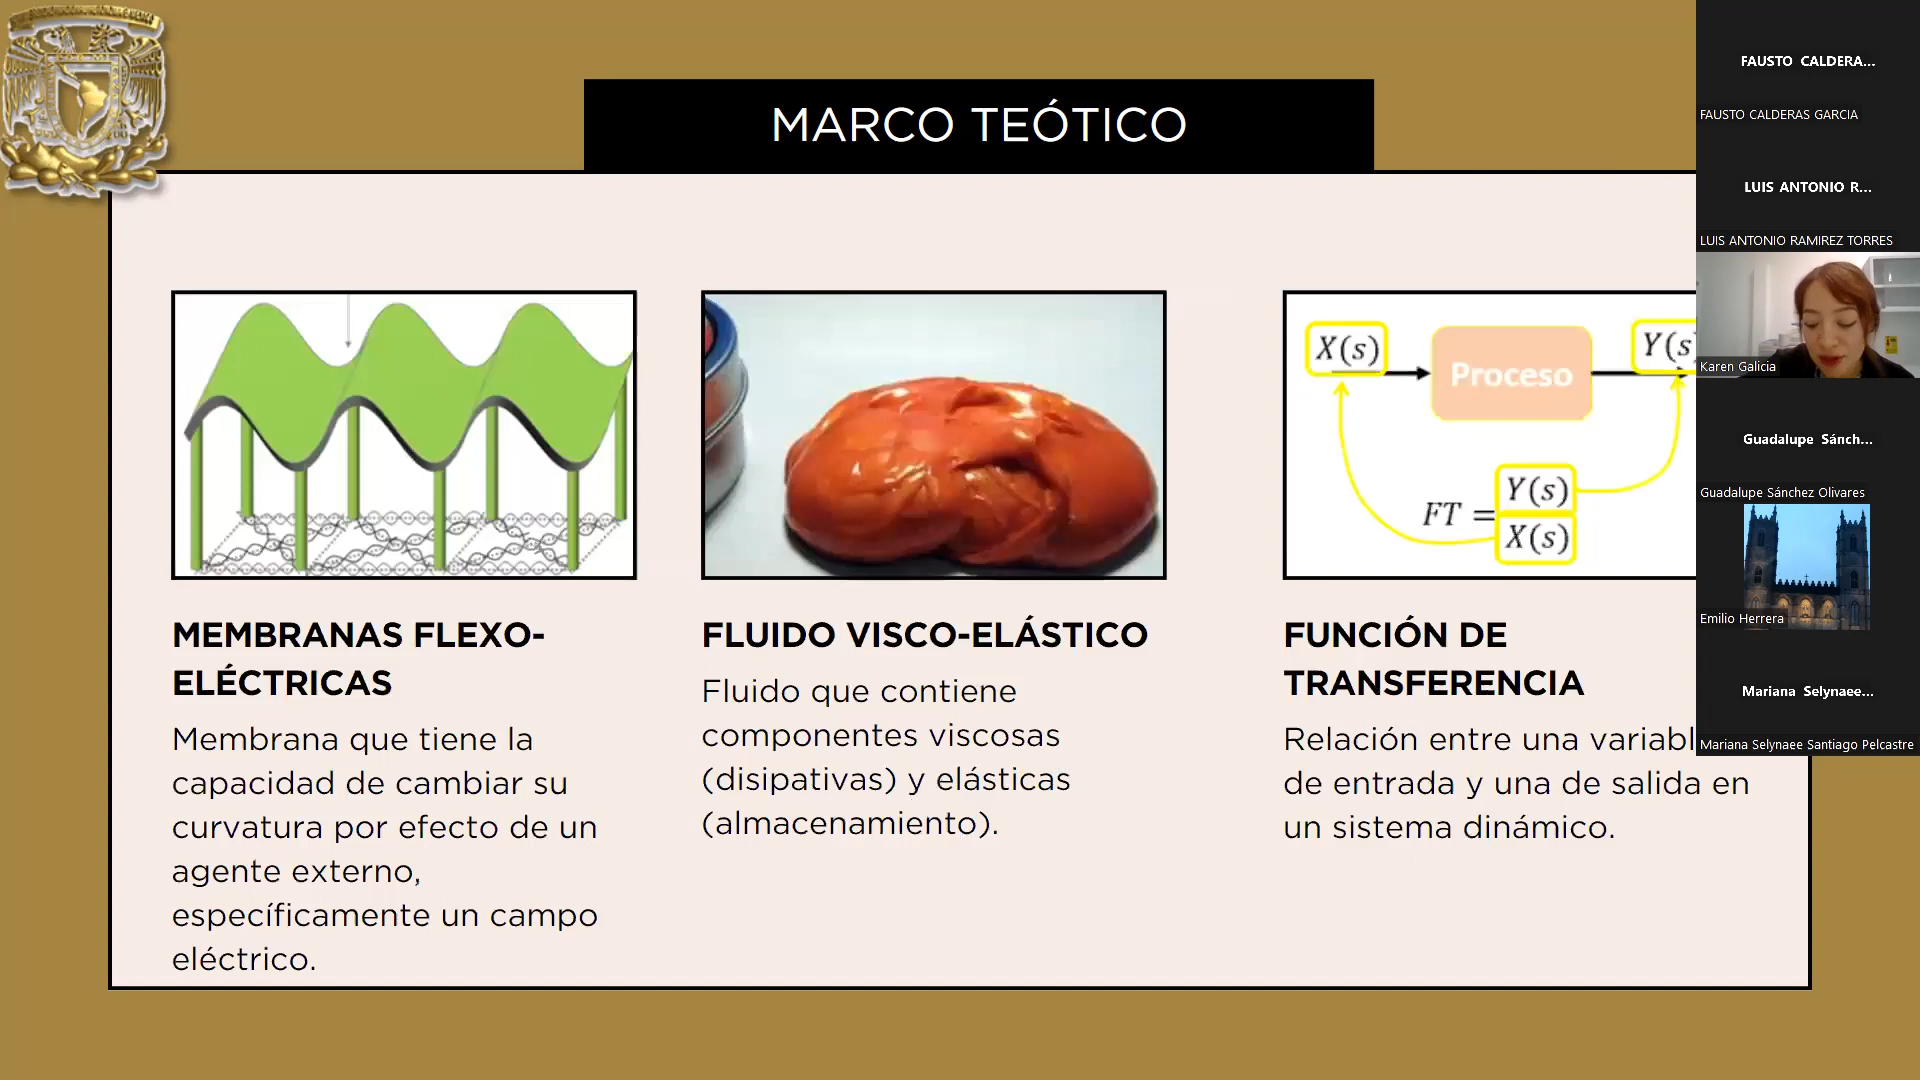 MARCO TEÓTICO
X(s)
Proceso
Y(s
FT =
Y(s)
X(s)
MEMBRANAS FLEXO-
ELÉCTRICAS
Membrana que tiene la
capacidad de cambiar su
curvatura por efecto de un
agente externo,
específicamente un campo
eléctrico.
FLUIDO VISCO-ELÁSTICO
Fluido que contiene
componentes viscosas
(disipativas) y elásticas
(almacenamiento).
FUNCIÓN DE
TRANSFERENCIA
Relación entre una variabl
de entrada y una de salida en
un sistema dinámico.
FAUSTO CALDERA...
FAUSTO CALDERAS GARCIA
LUIS ANTONIO R...
LUIS ANTONIO RAMIREZ TORRES
Karen Galicia
Guadalupe Sánch...
Guadalupe Sánchez Olivares
Emilio Herrera
Mariana Selynaee...
Mariana Selynaee Santiago Pelcastre